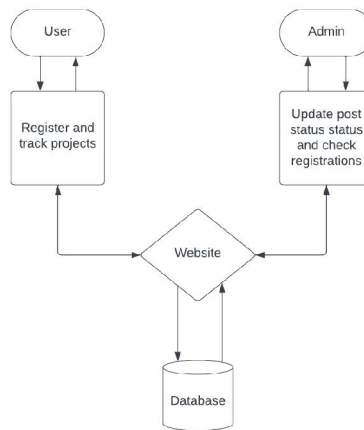 User
Admin
Register and
track projects
Update post
status status
and check
registrations
Website
Database